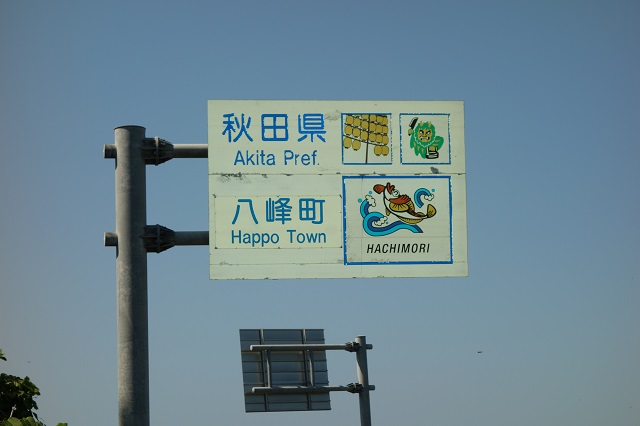 秋田県
Akita Pref.
八峰町
Happo Town
HACHIMORI